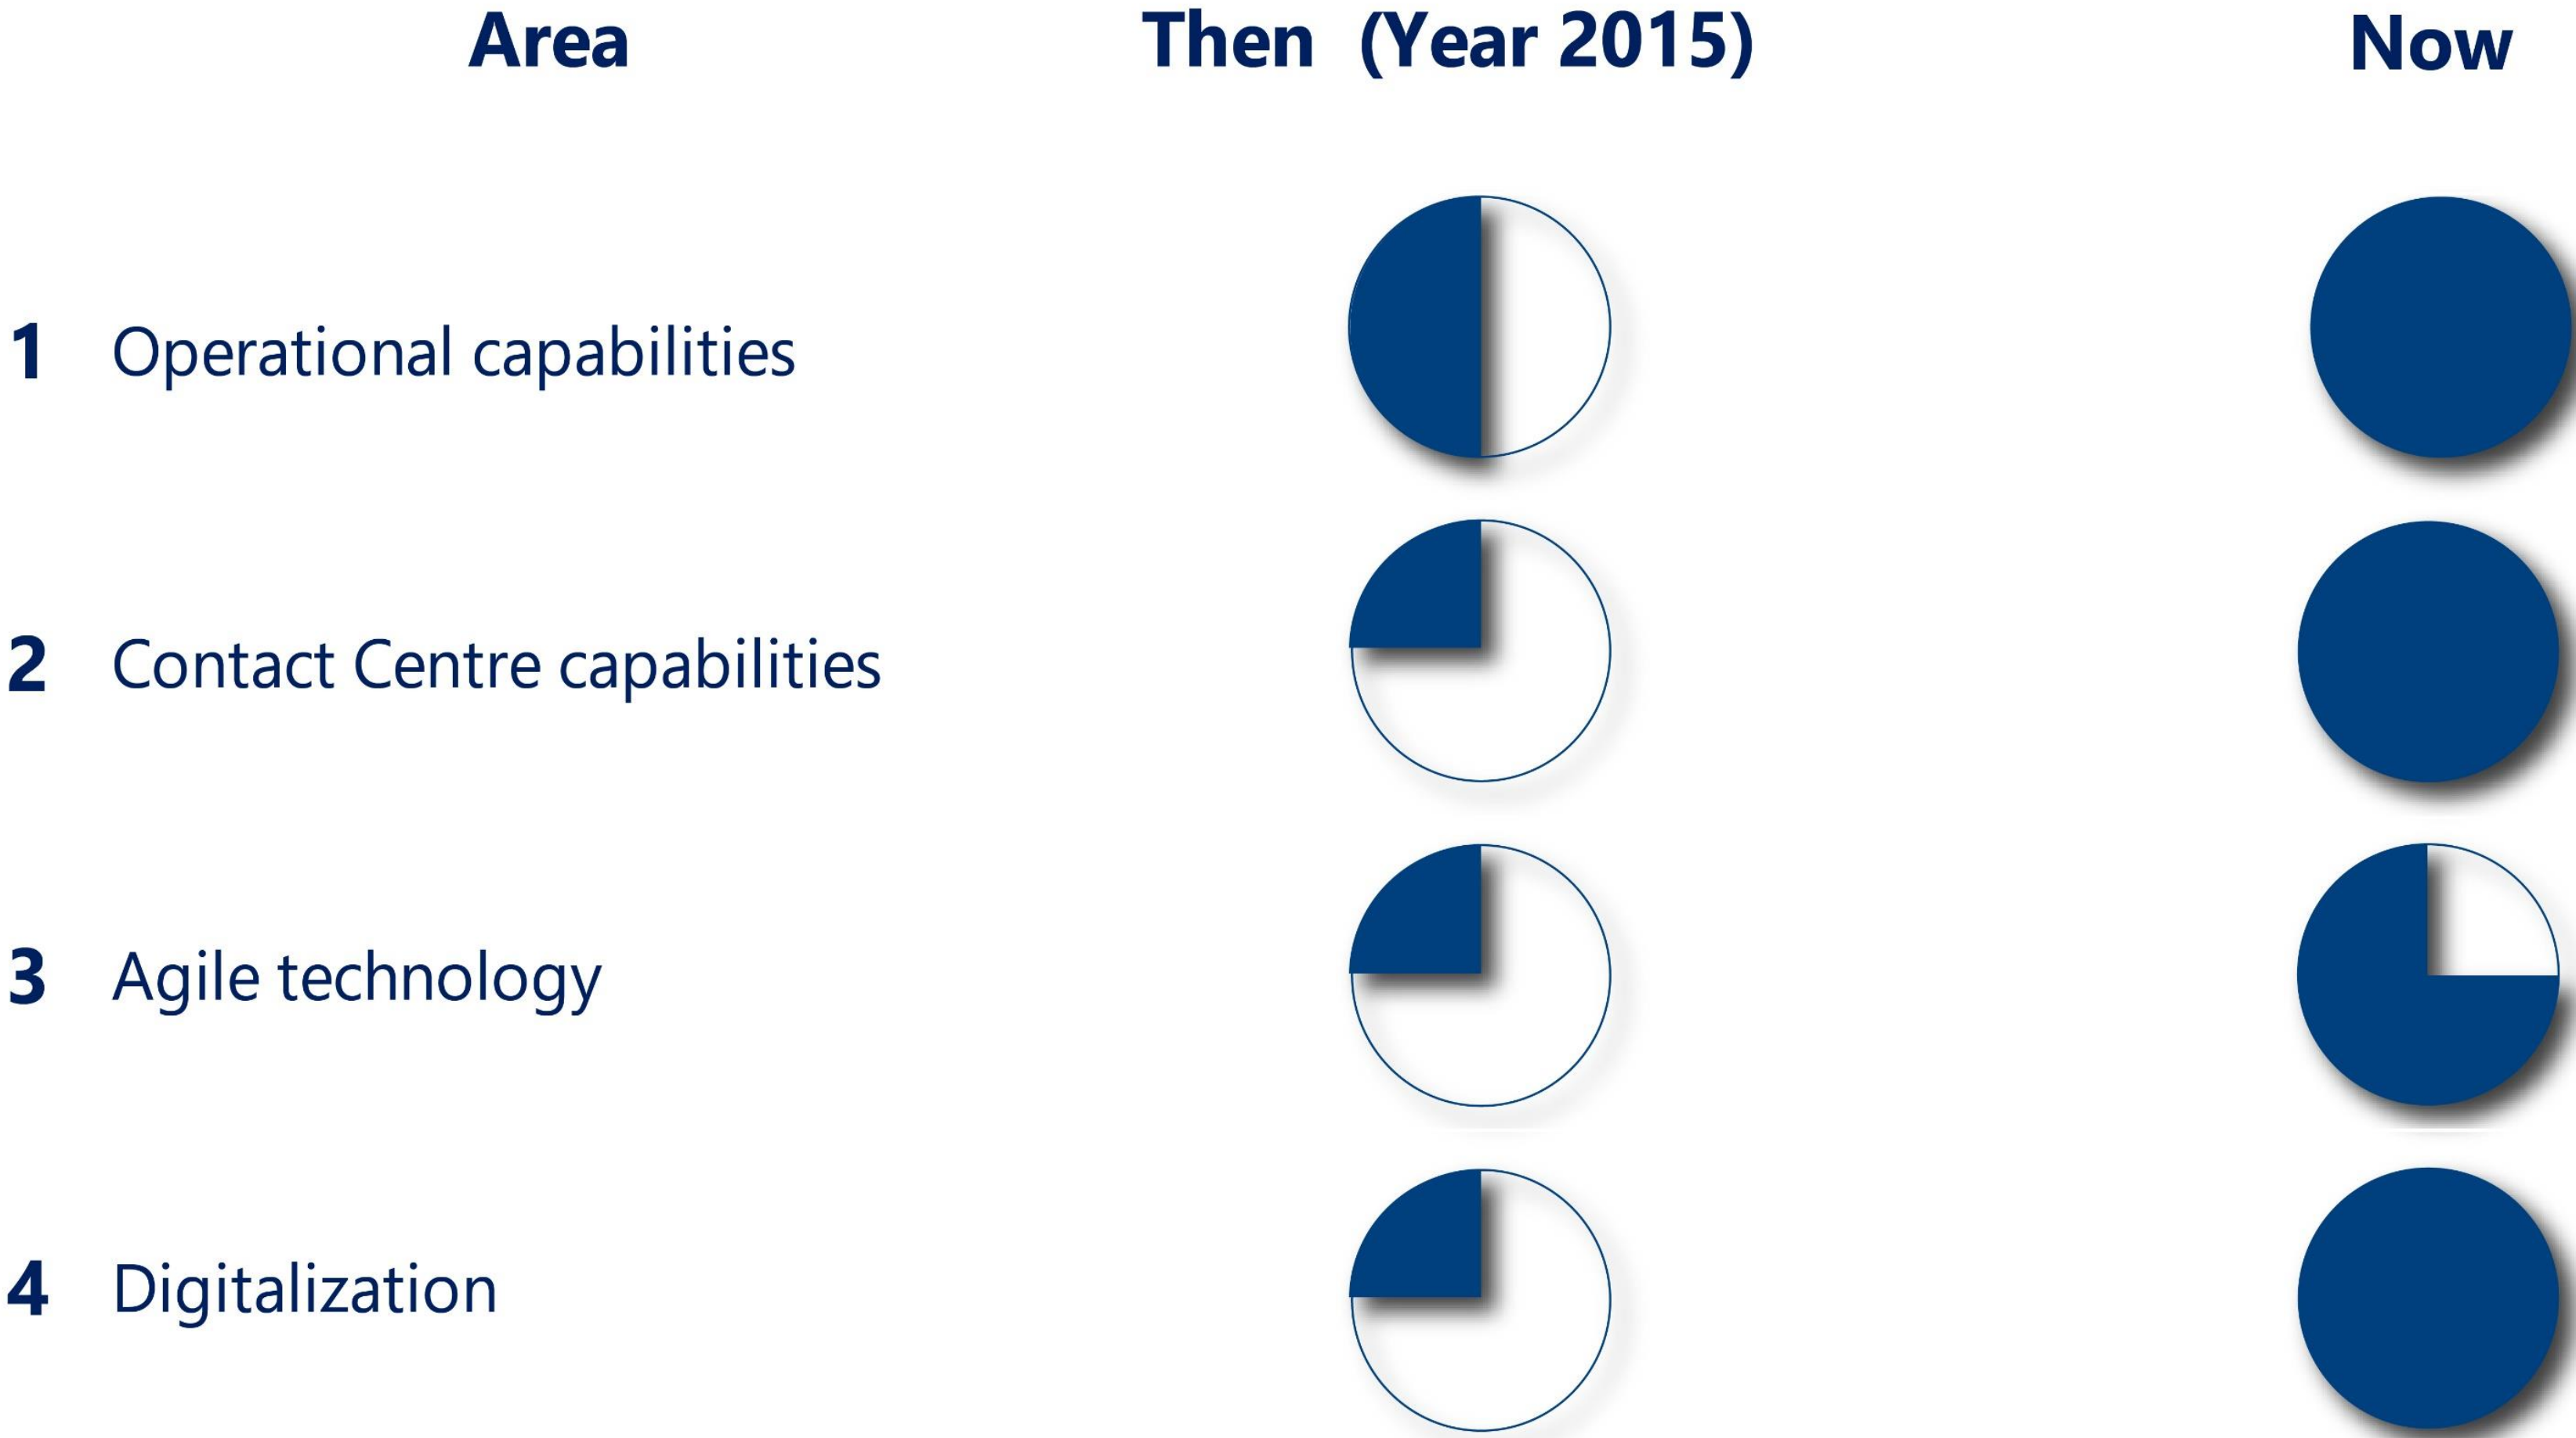 Area Then (Year 2015) Now
1 Operational capabilities
2 Contact Centre capabilities
3 Agile technology
4 Digitalization